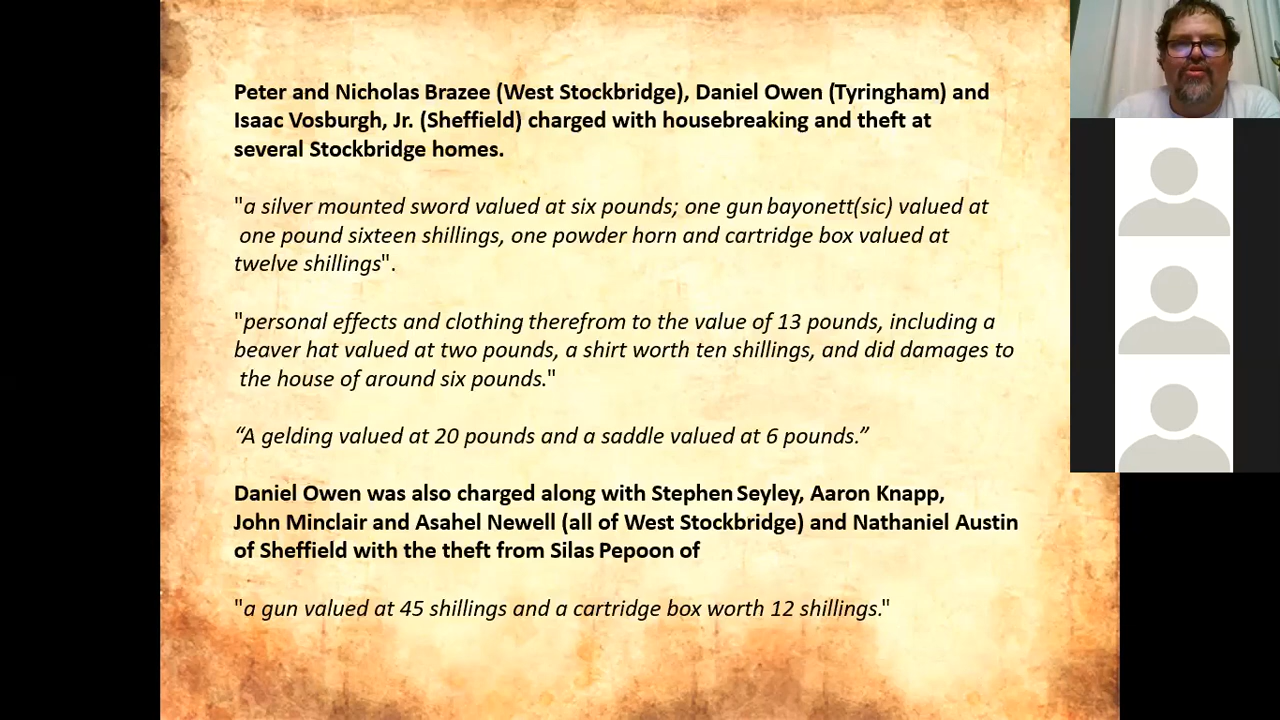 Peter and Nicholas Brazee (West Stockbridge), Daniel Owen (Tyringham) and
Isaac Vosburgh, Jr. (Sheffield) charged with housebreaking and theft at
several Stockbridge homes.
"a silver mounted sword valued at six pounds; one gun bayonett(sic) valued at
one pound sixteen shillings, one powder horn and cartridge box valued at
twelve shillings".
"personal effects and clothing therefrom to the value of 13 pounds, including a
beaver hat valued at two pounds, a shirt worth ten shillings, and did damages to
the house of around six pounds."
“A gelding valued at 20 pounds and a saddle valued at 6 pounds.”
Daniel Owen was also charged along with Stephen Seyley, Aaron Knapp,
John Minclair and Asahel Newell (all of West Stockbridge) and Nathaniel Austin
of Sheffield with the theft from Silas Pepoon of
"a gun valued at 45 shillings and a cartridge box worth 12 shillings."